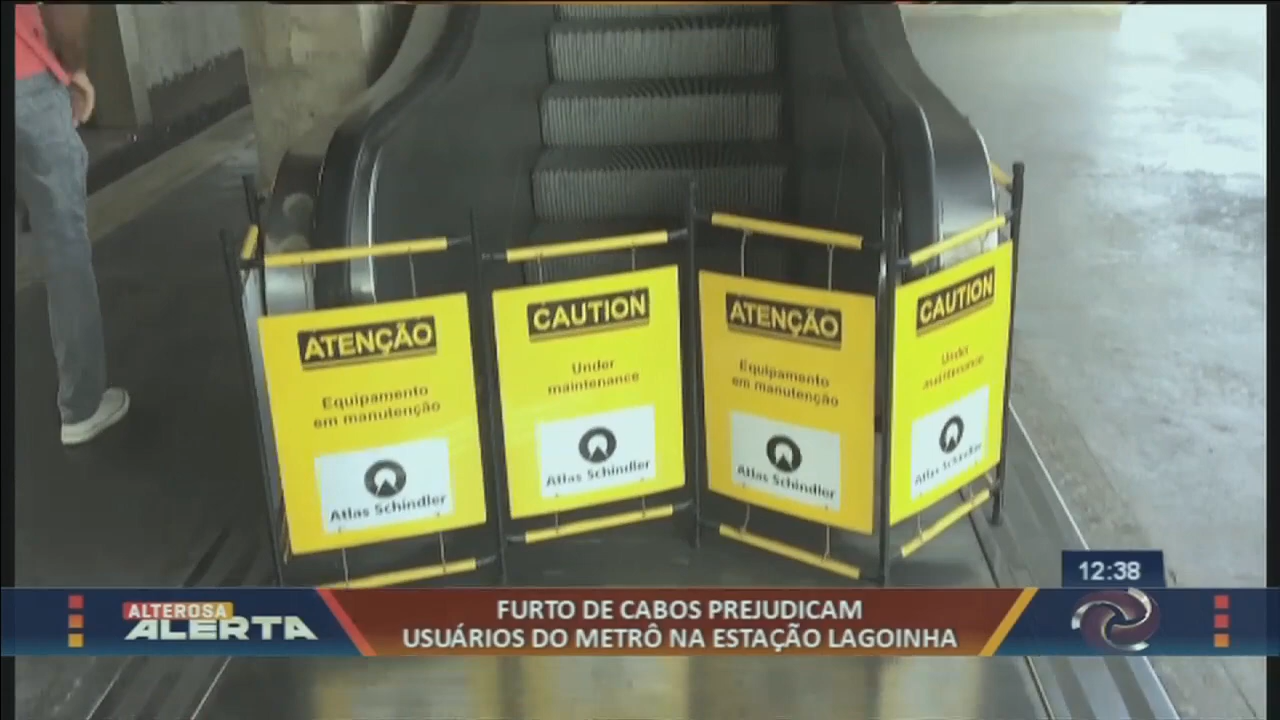 ATENÇÃO
Equipamento
em manutenção
Atlas Schindler
CAUTION
Under
maintenance
Atlas Schindler
ATENÇÃO
Equipamento
em manutenção
Atlas Schindler
CAUTION
Under
maintenance
Atlas Schindler
12:38
ALTEROSA
ALERTA
FURTO DE CABOS PREJUDICAM
USUÁRIOS DO METRÔ NA ESTAÇÃO LAGOINHA